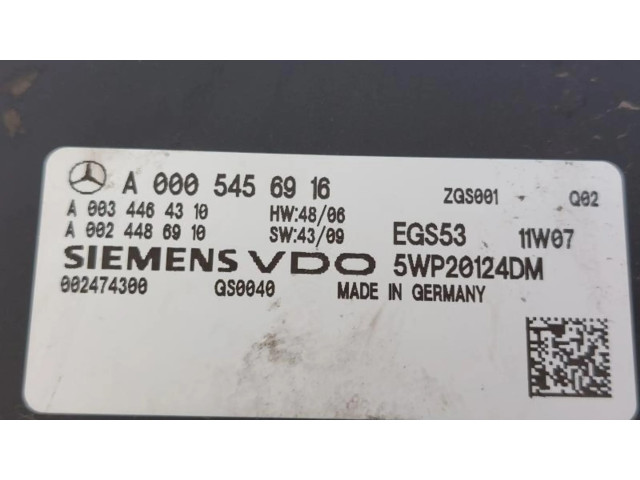 A 000 545 69 16 ZGS001 Q02
A 003 446 43 10 HW:48/06
A 002 448 69 10 SW:43/09 EGS53 11W07
SIEMENS VDO 5WP20124DM
002474300 QS0040 MADE IN GERMANY